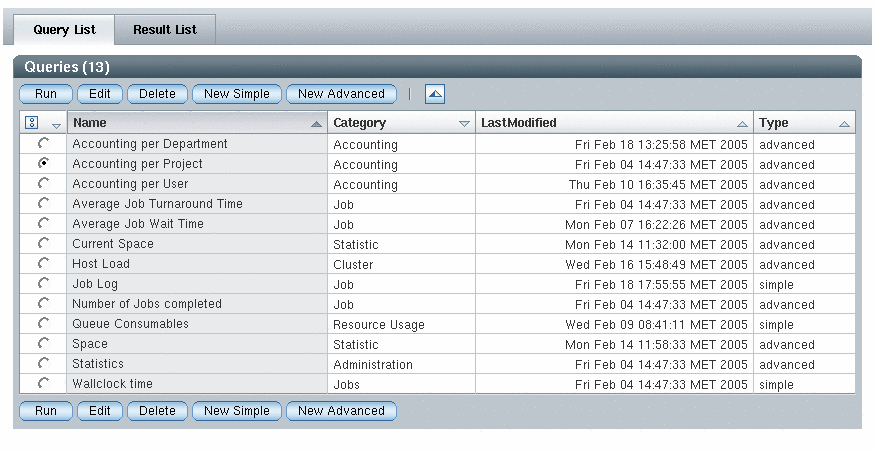 Query List Result List
Queries (13)
Run Edit Delete New Simple New Advanced
Name Category LastModified Type
Accounting per Department Accounting Fri Feb 18 13:25:58 MET 2005 advanced
Accounting per Project Accounting Fri Feb 04 14:47:33 MET 2005 advanced
Accounting per User Accounting Thu Feb 10 16:35:45 MET 2005 advanced
Average Job Turnaround Time Job Fri Feb 04 14:47:33 MET 2005 advanced
Average Job Wait Time Job Mon Feb 07 16:22:26 MET 2005 advanced
Current Space Statistic Mon Feb 14 11:32:00 MET 2005 advanced
Host Load Cluster Wed Feb 16 15:48:49 MET 2005 advanced
Job Log Job Fri Feb 18 17:55:55 MET 2005 simple
Number of Jobs completed Job Fri Feb 04 14:47:33 MET 2005 advanced
Queue Consumables Resource Usage Wed Feb 09 08:41:11 MET 2005 simple
Space Statistic Mon Feb 14 11:58:33 MET 2005 advanced
Statistics Administration Fri Feb 04 14:47:33 MET 2005 advanced
Wallclock time Jobs Fri Feb 04 14:47:33 MET 2005 simple
Run Edit Delete New Simple New Advanced